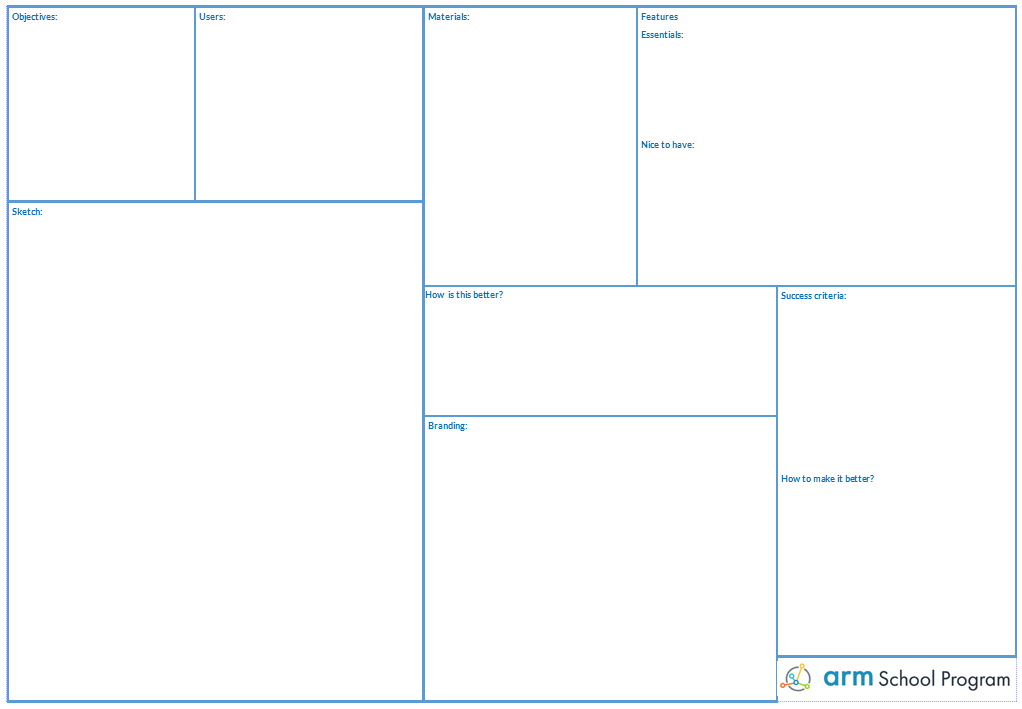 Objectives:
Users:
Materials:
Features
Essentials:
Nice to have:
Sketch:
How is this better?
Success criteria:
Branding:
How to make it better?
arm School Program